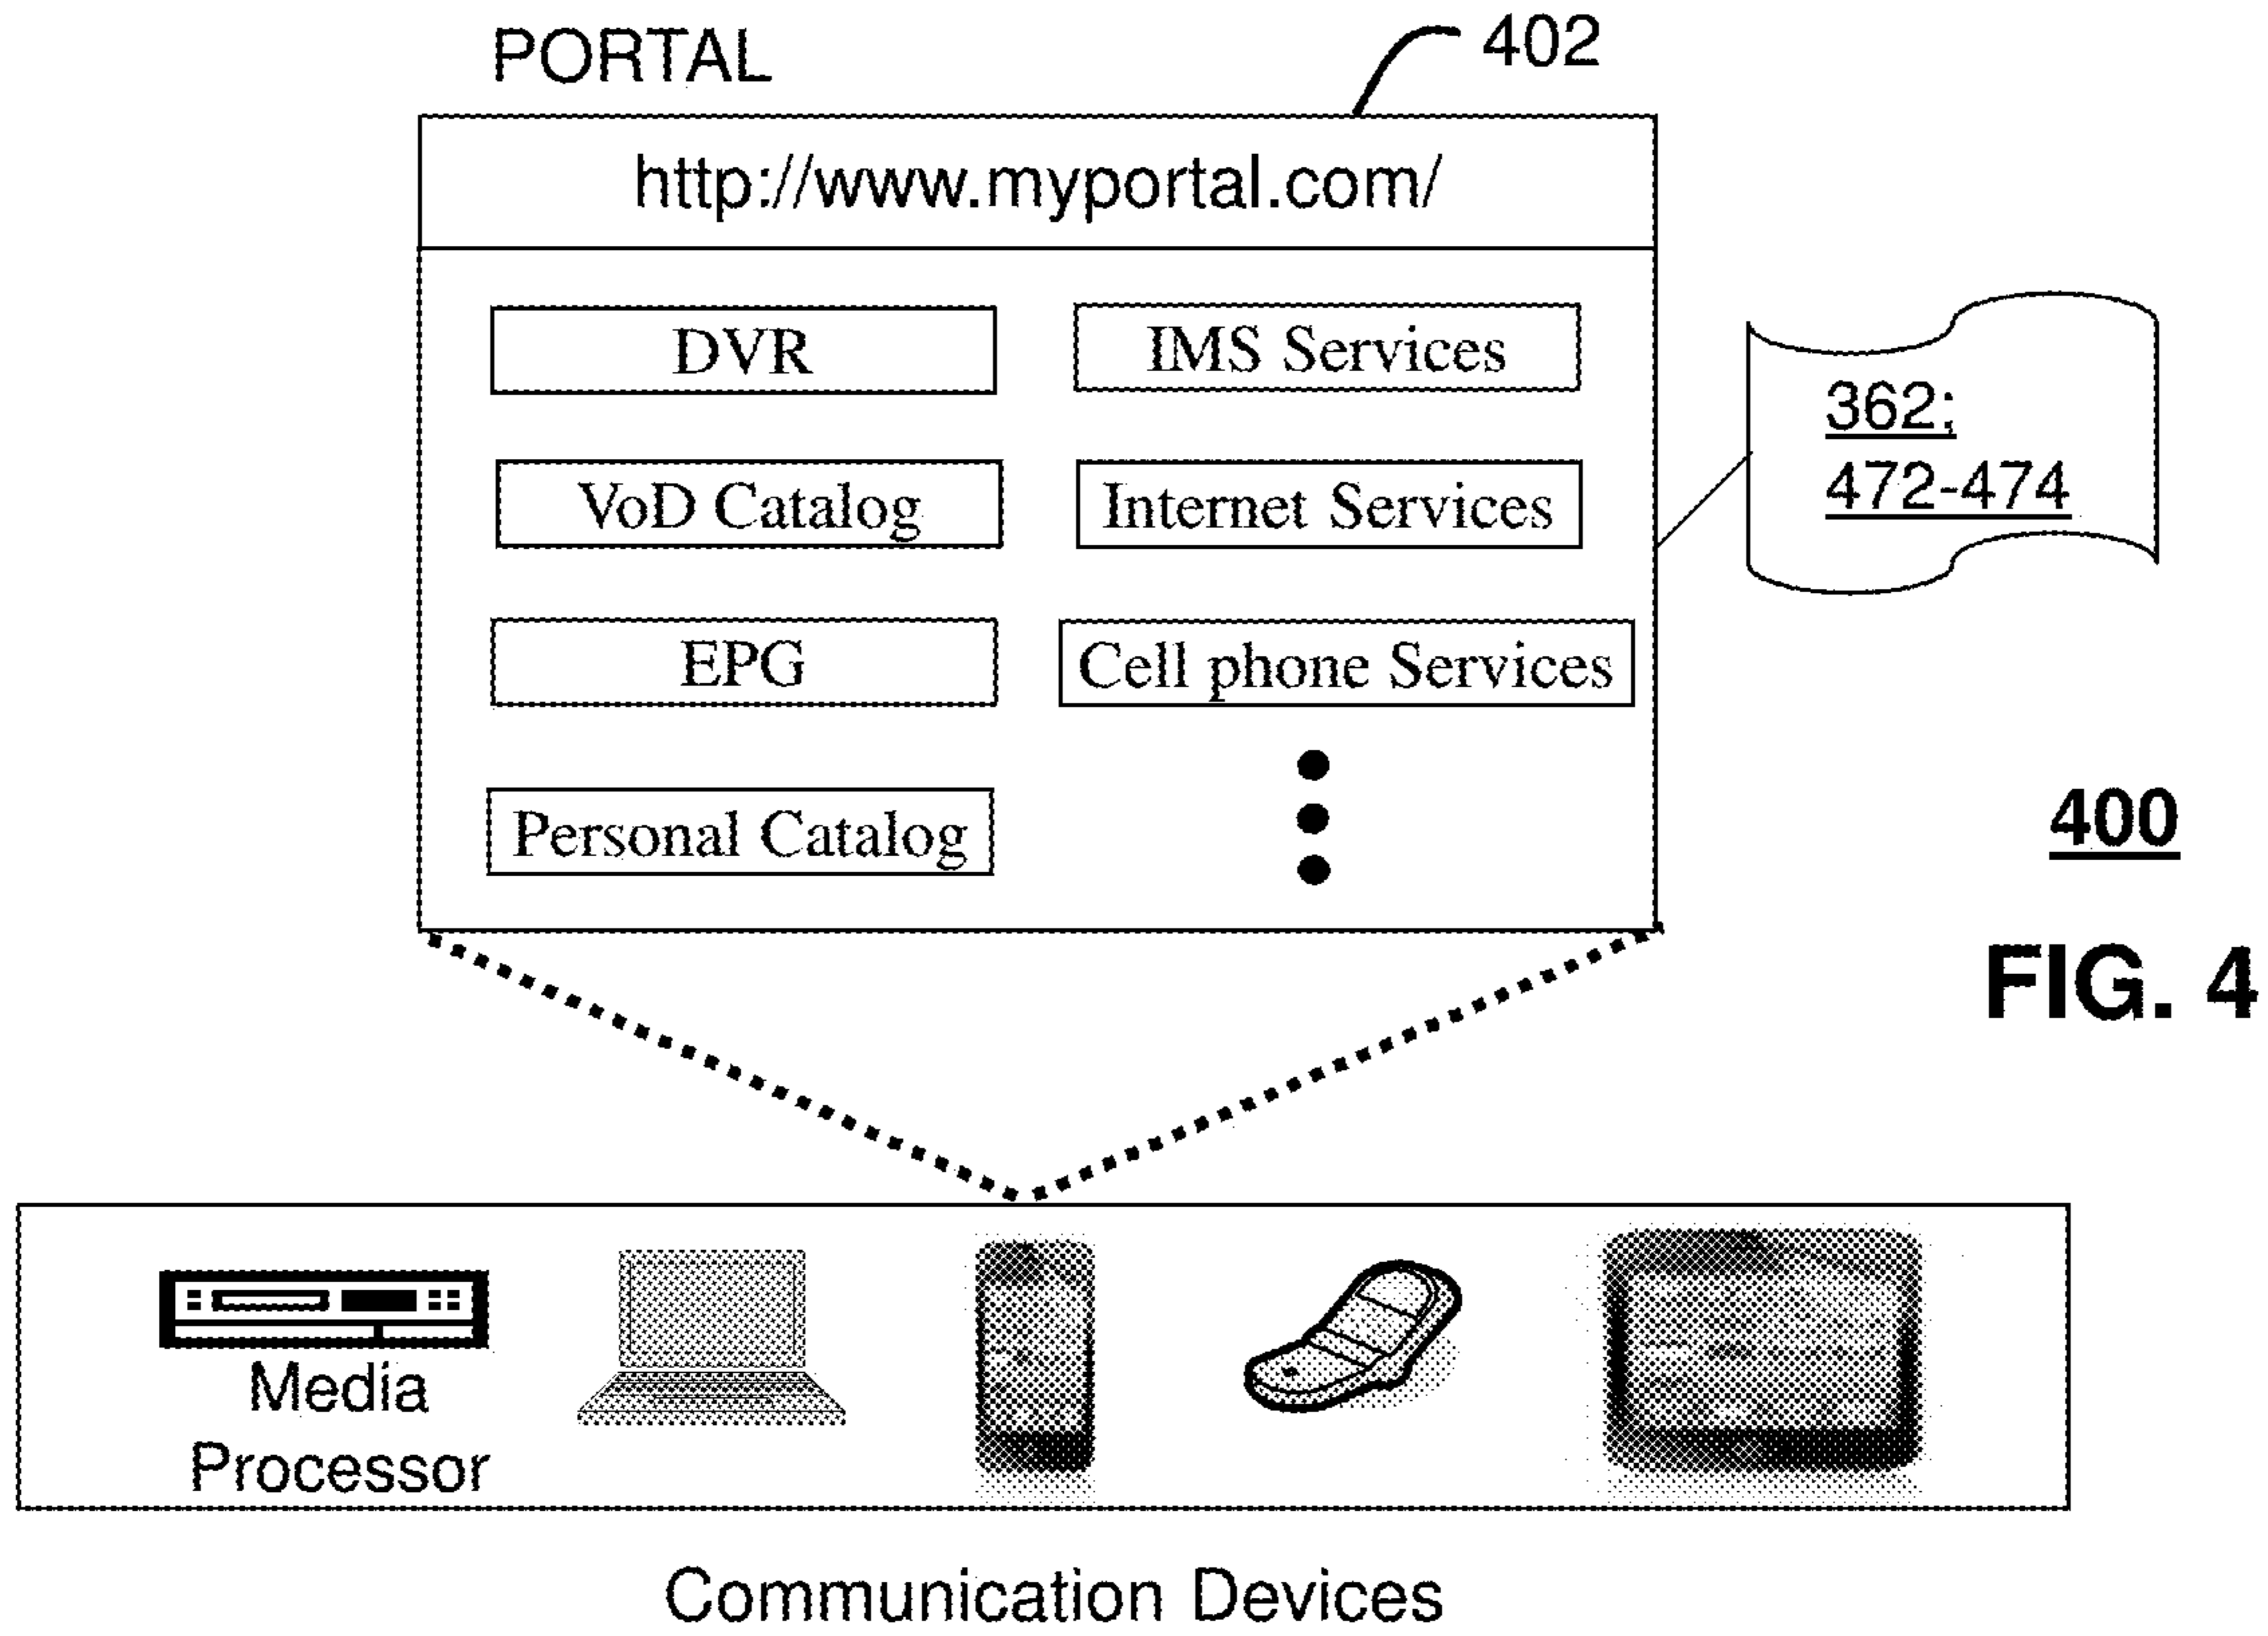 PORTAL
402
http://www.myportal.com/
DVR
IMS Services
VoD Catalog
Internet Services
EPG
Cell phone Services
Personal Catalog
362;
472-474
400
FIG. 4
Media
Processor
Communication Devices